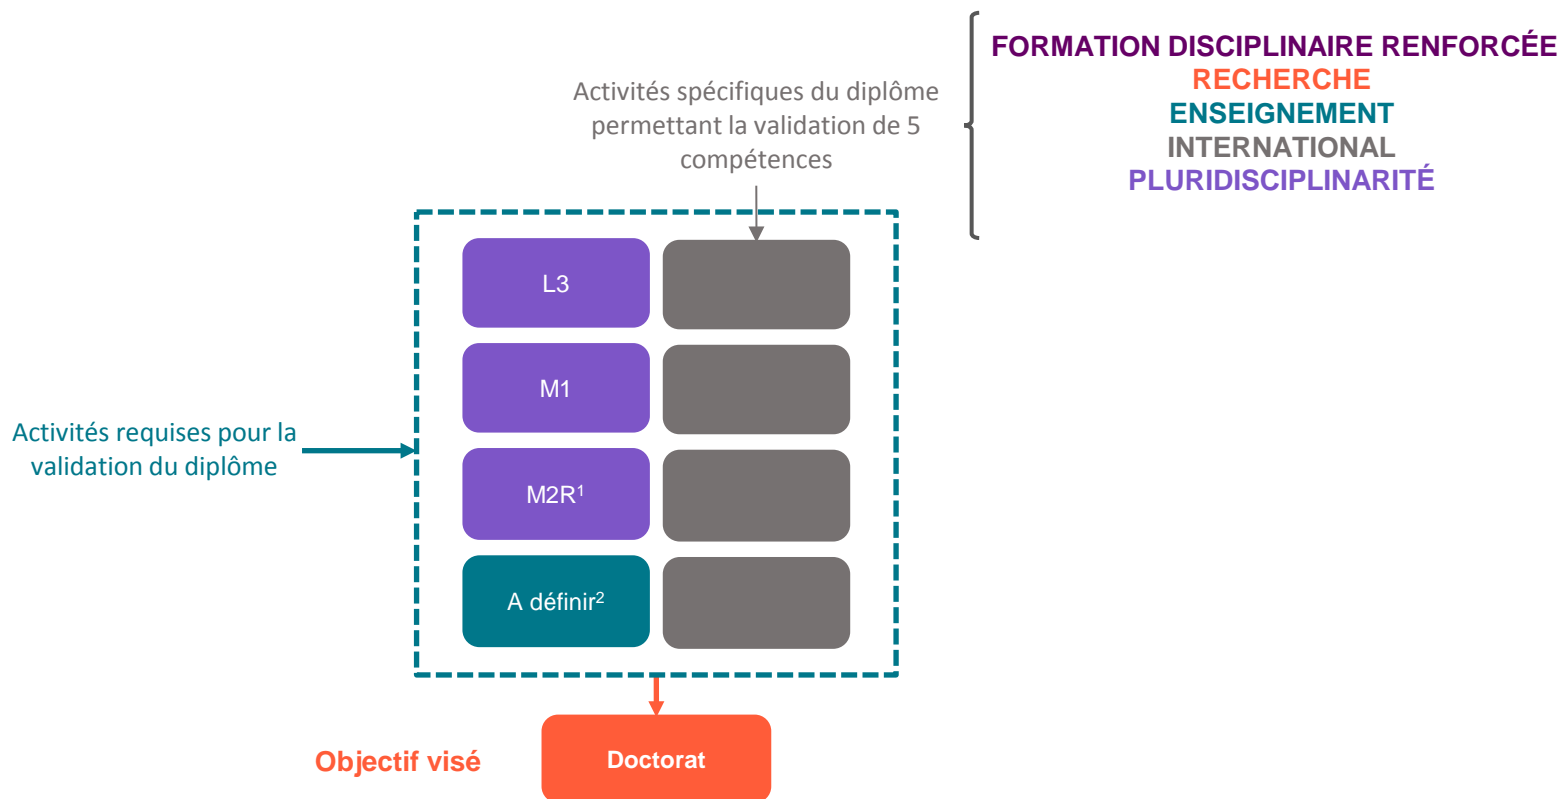 FORMATION DISCIPLINAIRE RENFORCÉE
RECHERCHE
ENSEIGNEMENT
INTERNATIONAL
PLURIDISCIPLINARITÉ
Activités spécifiques du diplôme
permettant la validation de 5
compétences
L3
M1
Activités requises pour la
validation du diplôme
M2R¹
A définir²
Objectif visé
Doctorat